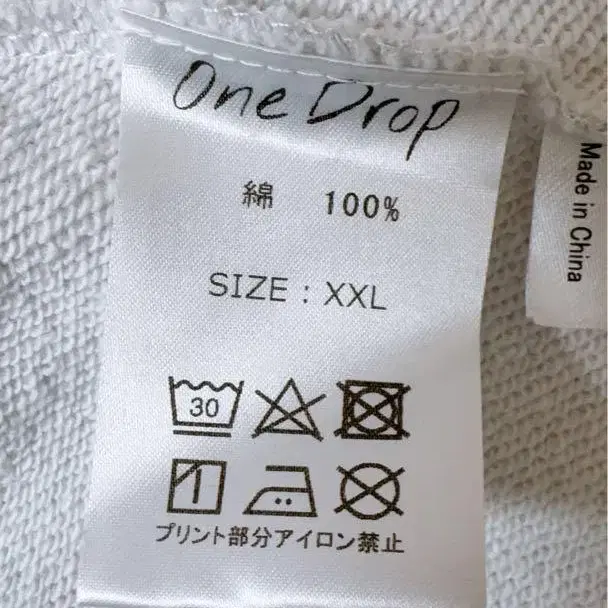 One Drop
綿 100%
SIZE : XXL
30
プリント部分アイロン禁止
Made in China